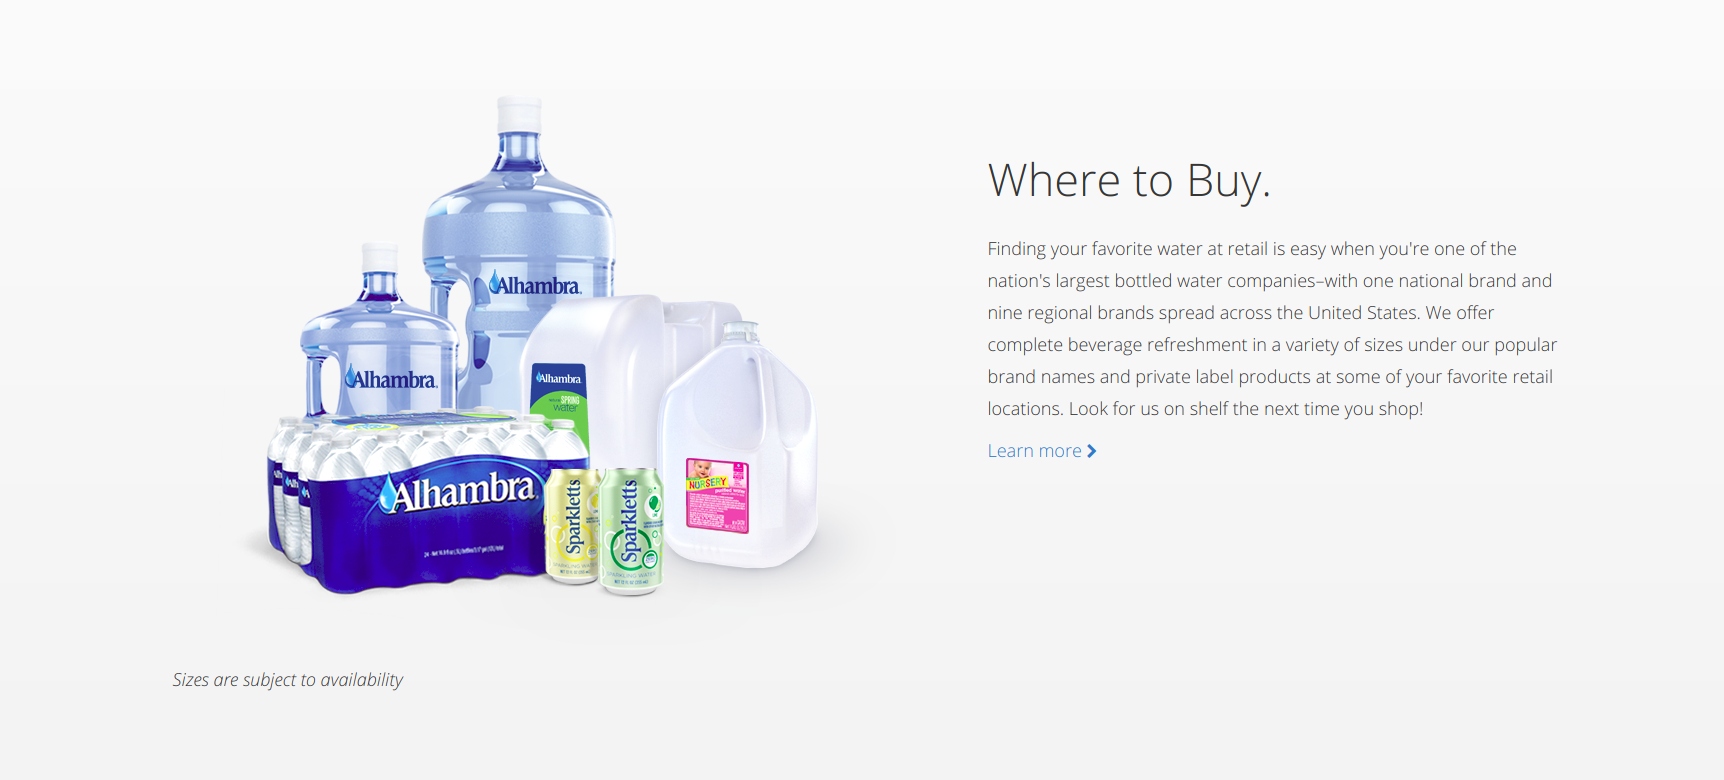 Where to Buy.
Finding your favorite water at retail is easy when you're one of the
nation's largest bottled water companies–with one national brand and
nine regional brands spread across the United States. We offer
complete beverage refreshment in a variety of sizes under our popular
brand names and private label products at some of your favorite retail
locations. Look for us on shelf the next time you shop!
Learn more
Alhambra
Alhambra
Alhambra
SPRING
water
Alhambra
Sparkletts
Sparkletts
SPARKLING WATER
SPARKLING WATER
NURSERY
purified water
Sizes are subject to availability